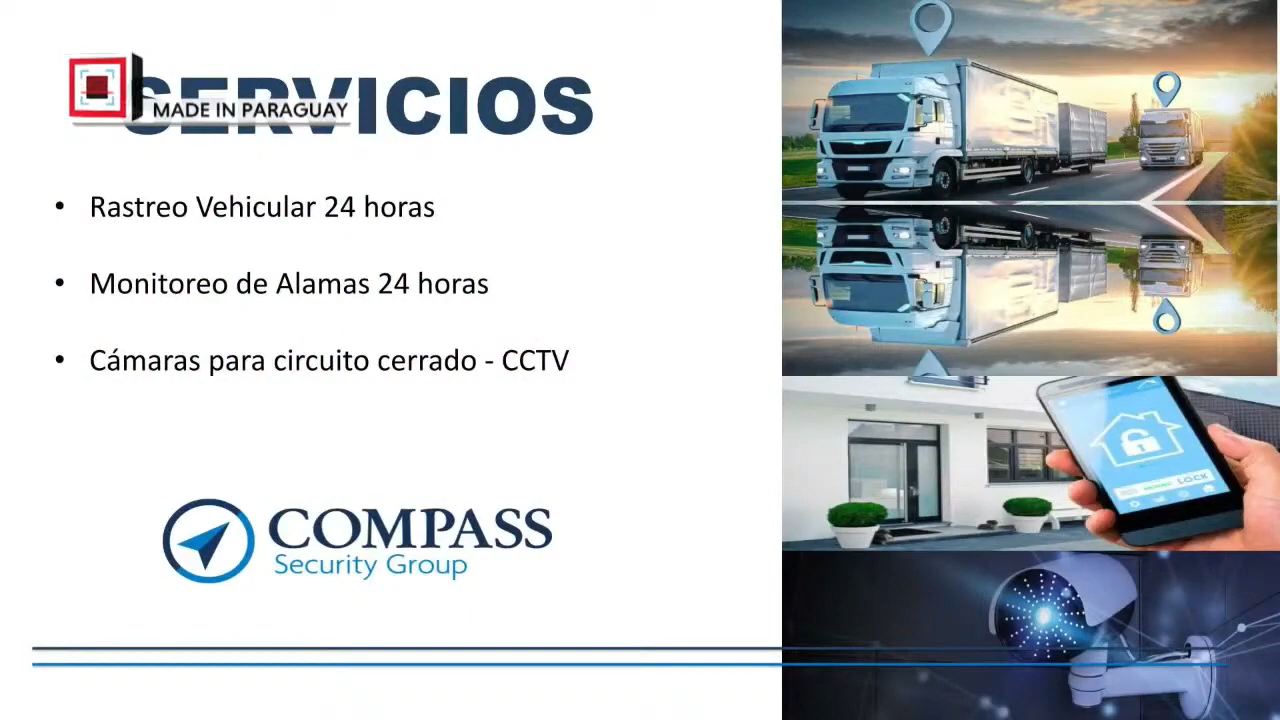 SERVICIOS
MADE IN PARAGUAY
• Rastreo Vehicular 24 horas
• Monitoreo de Alamas 24 horas
• Cámaras para circuito cerrado - CCTV
COMPASS
Security Group
LOCK